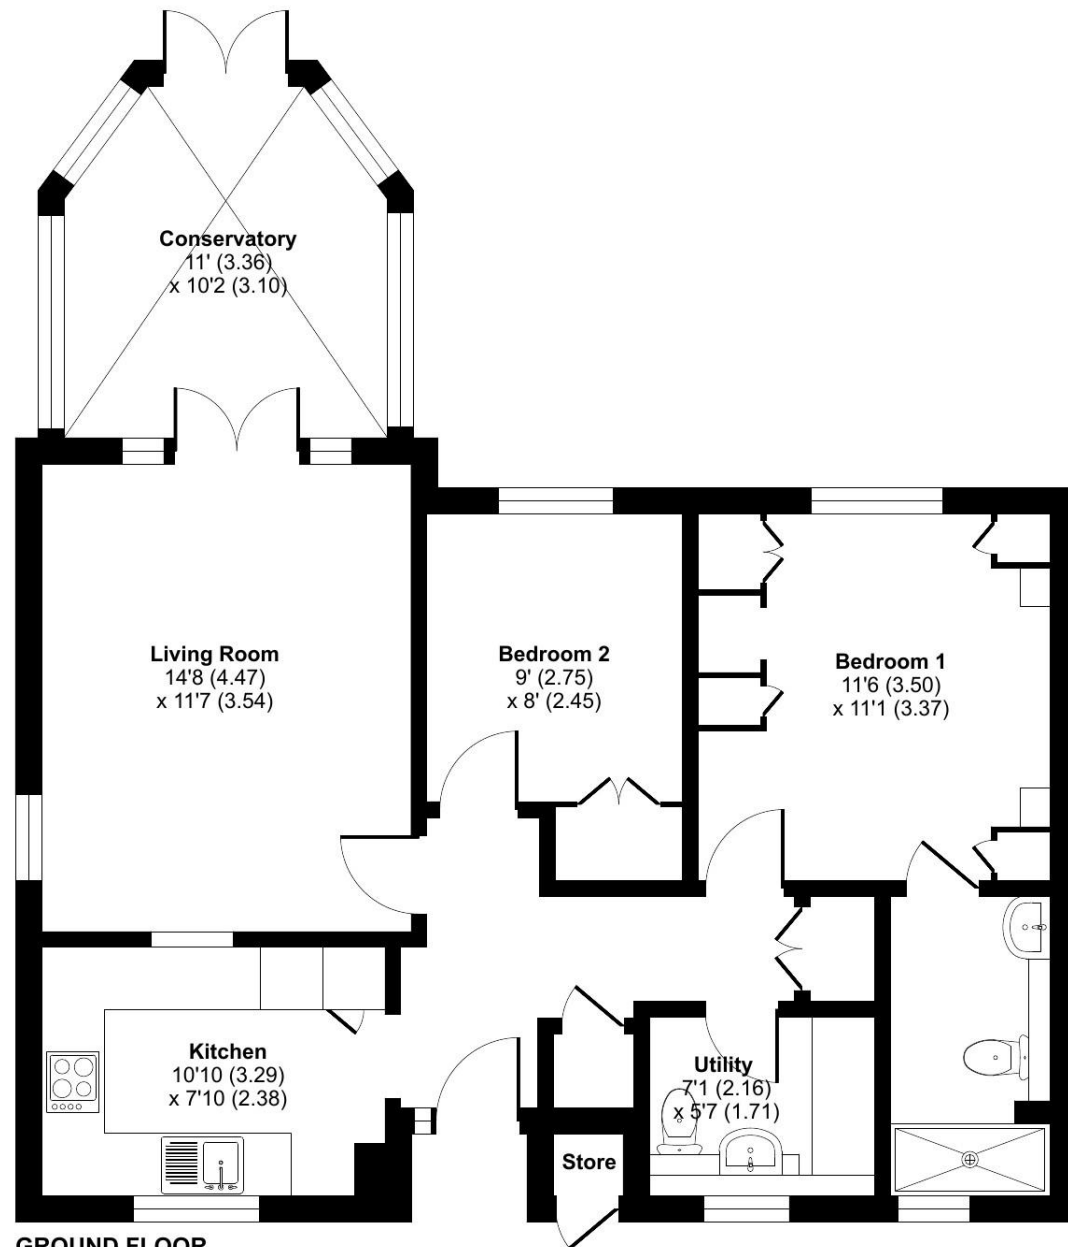 Conservatory
11' (3.36)
x 10'2 (3.10)
Living Room
14'8 (4.47)
x 11'7 (3.54)
Bedroom 2
9' (2.75)
x 8' (2.45)
Bedroom 1
11'6 (3.50)
x 11'1 (3.37)
Kitchen
10'10 (3.29)
x 7'10 (2.38)
Utility
7'1 (2.16)
x 5'7 (1.71)
Store
GROUND FLOOR